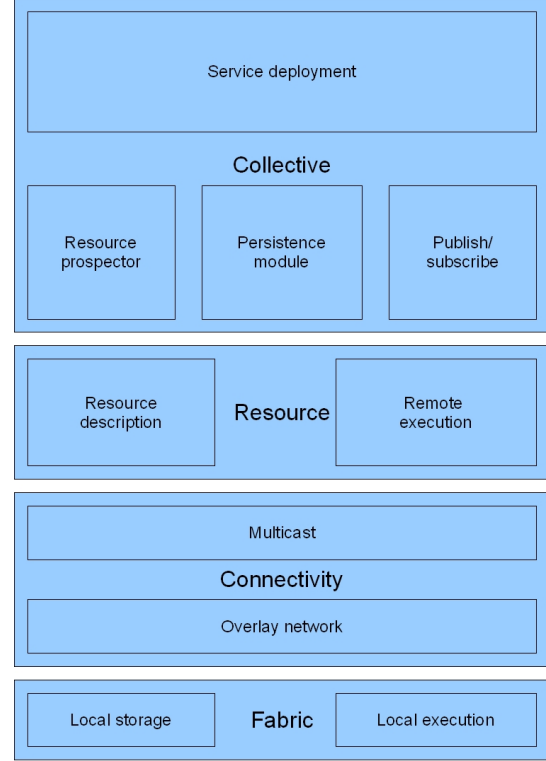 Service deployment
Collective
Resource
prospector
Persistence
module
Publish/
subscribe
Resource
description
Resource
Remote
execution
Multicast
Connectivity
Overlay network
Local storage
Fabric
Local execution